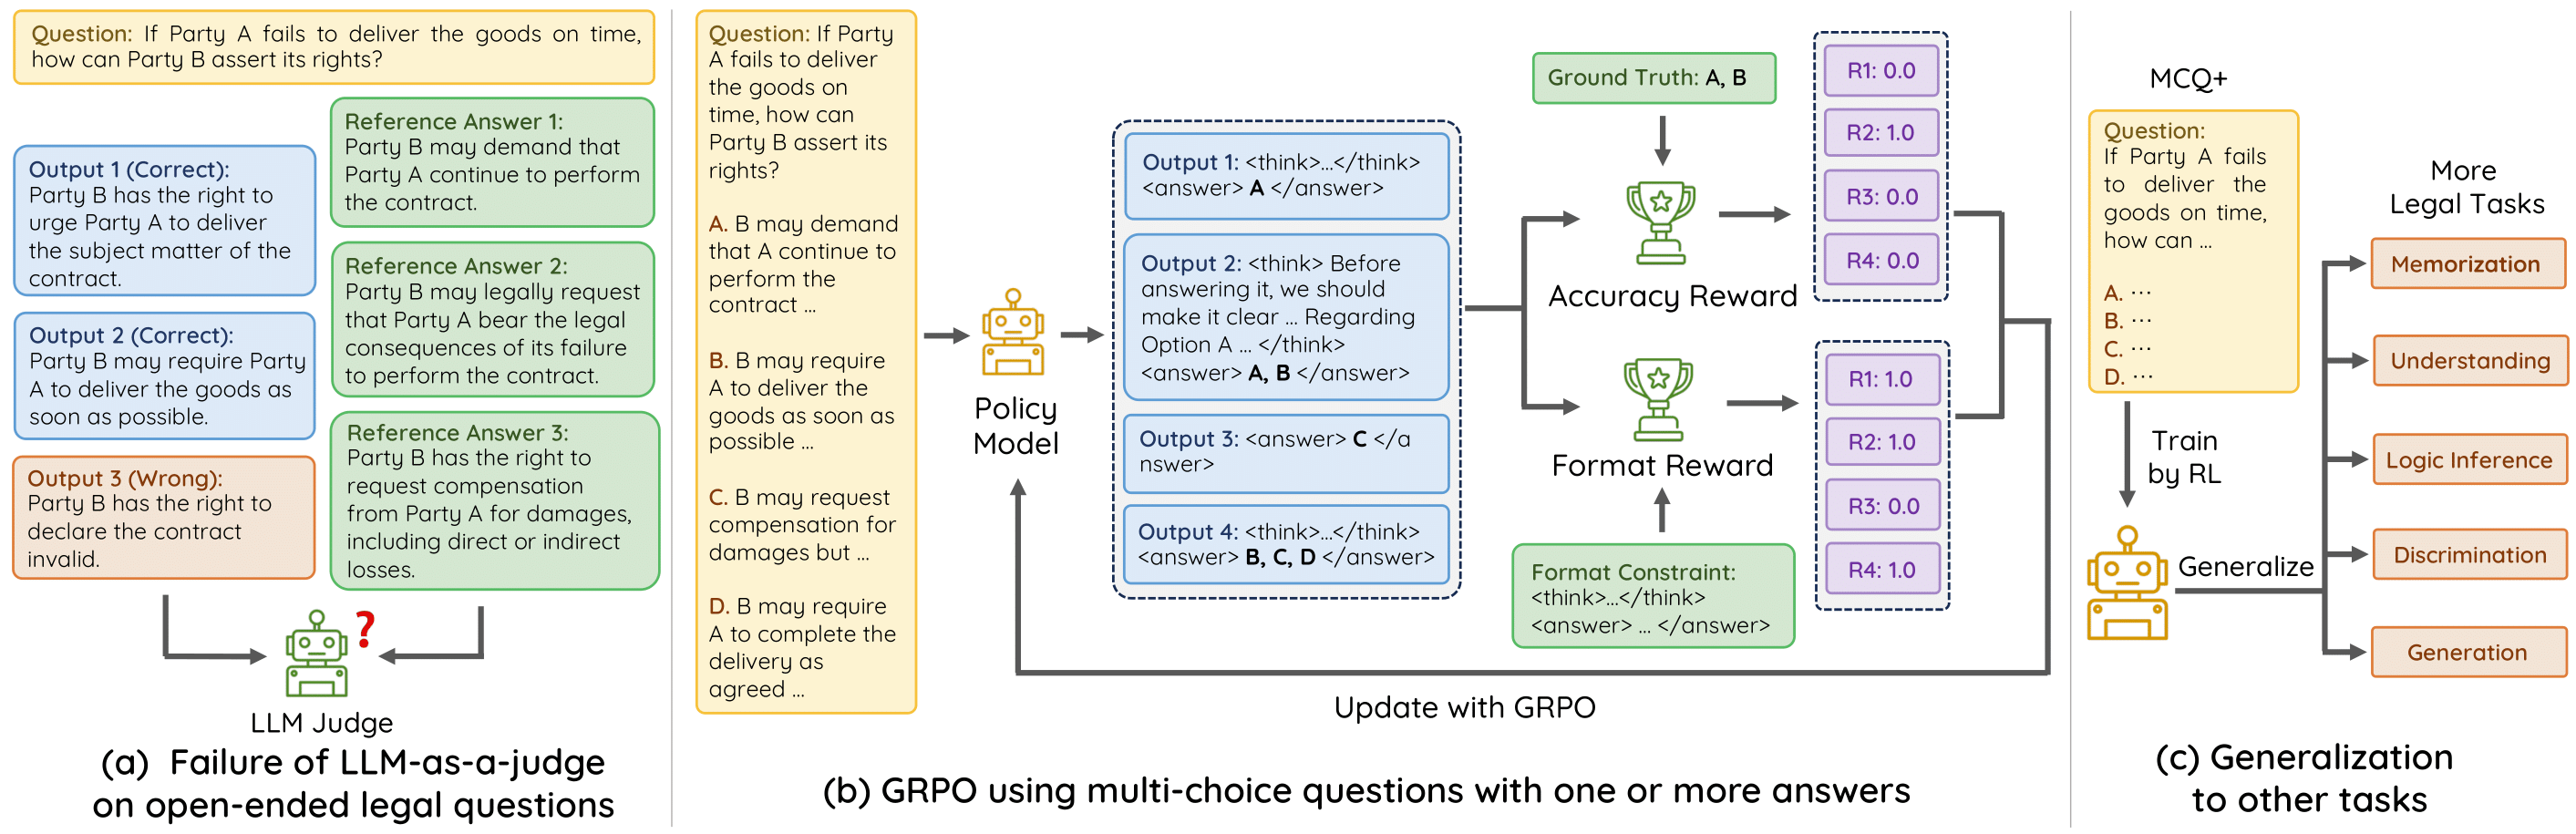 Question: If Party A fails to deliver the goods on time,
how can Party B assert its rights?
Output 1 (Correct):
Party B has the right to
urge Party A to deliver
the subject matter of the
contract.
Output 2 (Correct):
Party B may require Party
A to deliver the goods as
soon as possible.
Output 3 (Wrong):
Party B has the right to
declare the contract
invalid.
Reference Answer 1:
Party B may demand that
Party A continue to perform
the contract.
Reference Answer 2:
Party B may legally request
that Party A bear the legal
consequences of its failure
to perform the contract.
Reference Answer 3:
Party B has the right to
request compensation
from Party A for damages,
including direct or indirect
losses.
?
LLM Judge
(a) Failure of LLM-as-a-judge
on open-ended legal questions
Question: If Party
A fails to deliver
the goods on
time, how can
Party B assert its
rights?
A. B may demand
that A continue to
perform the
contract ...
B. B may require
A to deliver the
goods as soon as
possible ...
C. B may request
compensation for
damages but ...
D. B may require
A to complete the
delivery as
agreed ...
Policy
Model
Output 1: <think>...</think>
<answer> A </answer>
Output 2: <think> Before
answering it, we should
make it clear ... Regarding
Option A ... </think>
<answer> A, B </answer>
Output 3: <answer> C </a
nswer>
Output 4: <think>...</think>
<answer> B, C, D </answer>
Ground Truth: A, B
Accuracy Reward
Format Reward
Format Constraint:
<think>...</think>
<answer> ... </answer>
R1: 0.0
R2: 1.0
R3: 0.0
R4: 0.0
R1: 1.0
R2: 1.0
R3: 0.0
R4: 1.0
Update with GRPO
(b) GRPO using multi-choice questions with one or more answers
MCQ+
Question:
If Party A fails
to deliver the
goods on time,
how can ...
A. ...
B. ...
C. ...
D. ...
Train
by RL
Generalize
More
Legal Tasks
Memorization
Understanding
Logic Inference
Discrimination
Generation
(c) Generalization
to other tasks